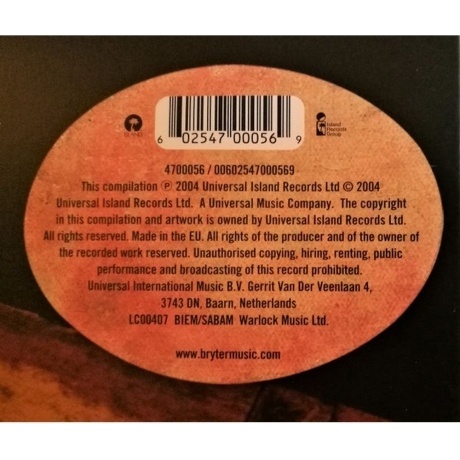 6 02547 00056 9
Island
Records
Group
4700056 / 00602547000569
This compilation ℗ 2004 Universal Island Records Ltd © 2004
Universal Island Records Ltd. A Universal Music Company. The copyright
in this compilation and artwork is owned by Universal Island Records Ltd.
All rights reserved. Made in the EU. All rights of the producer and of the owner of
the recorded work reserved. Unauthorised copying, hiring, renting, public
performance and broadcasting of this record prohibited.
Universal International Music B.V. Gerrit Van Der Veenlaan 4,
3743 DN, Baarn, Netherlands
LC00407 BIEM/SABAM Warlock Music Ltd.
www.brytermusic.com